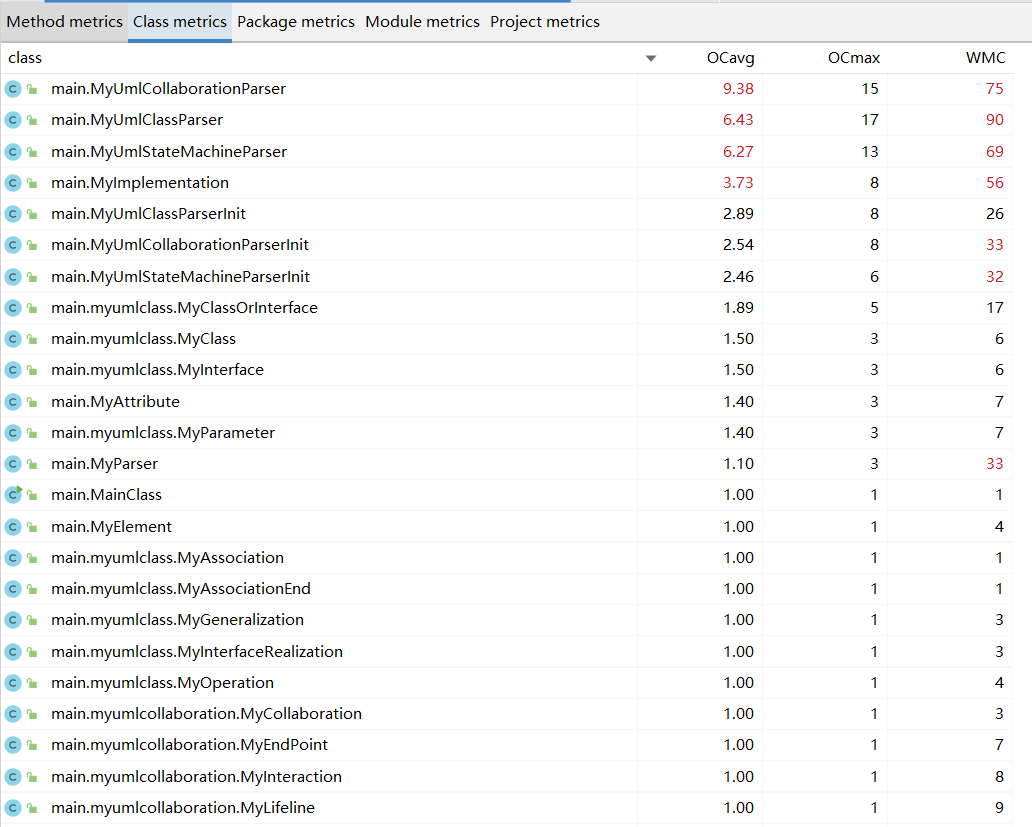 Method metrics Class metrics Package metrics Module metrics Project metrics
class OCavg OCmax WMC
main.MyUmlCollaborationParser 9.38 15 75
main.MyUmlClassParser 6.43 17 90
main.MyUmlStateMachineParser 6.27 13 69
main.MyImplementation 3.73 8 56
main.MyUmlClassParserInit 2.89 8 26
main.MyUmlCollaborationParserInit 2.54 8 33
main.MyUmlStateMachineParserInit 2.46 6 32
main.myumlclass.MyClassOrInterface 1.89 5 17
main.myumlclass.MyClass 1.50 3 6
main.myumlclass.MyInterface 1.50 3 6
main.MyAttribute 1.40 3 7
main.myumlclass.MyParameter 1.40 3 7
main.MyParser 1.10 3 33
main.MainClass 1.00 1 1
main.MyElement 1.00 1 4
main.myumlclass.MyAssociation 1.00 1 1
main.myumlclass.MyAssociationEnd 1.00 1 1
main.myumlclass.MyGeneralization 1.00 1 3
main.myumlclass.MyInterfaceRealization 1.00 1 3
main.myumlclass.MyOperation 1.00 1 4
main.myumlcollaboration.MyCollaboration 1.00 1 3
main.myumlcollaboration.MyEndPoint 1.00 1 7
main.myumlcollaboration.MyInteraction 1.00 1 8
main.myumlcollaboration.MyLifeline 1.00 1 9